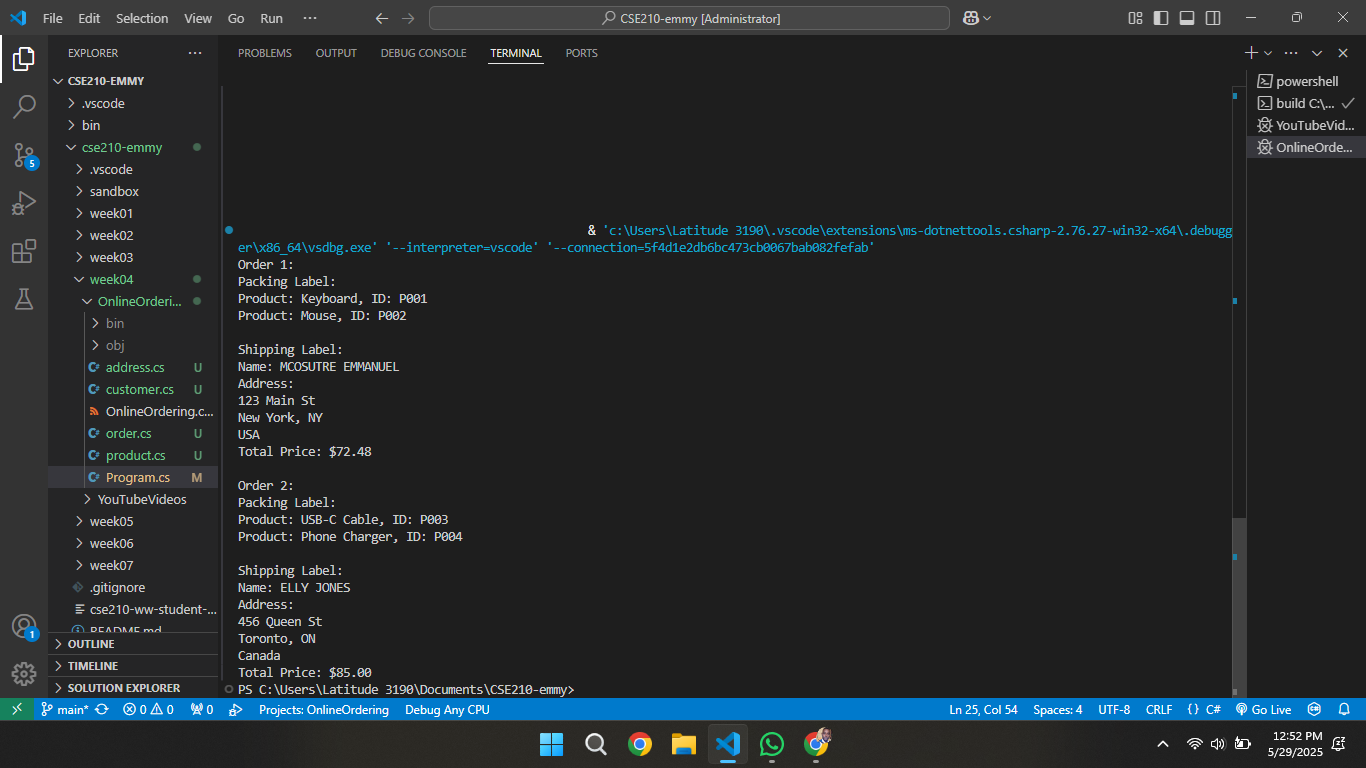 File Edit Selection View Go Run ···
CSE210-emmy [Administrator]
EXPLORER ···
CSE210-EMMY
.vscode
bin
cse210-emmy
.vscode
sandbox
week01
week02
week03
week04
OnlineOrderi...
bin
obj
address.cs U
customer.cs U
OnlineOrdering.c...
order.cs U
product.cs U
Program.cs M
YouTubeVideos
week05
week06
week07
.gitignore
cse210-ww-student-...
README.md
OUTLINE
TIMELINE
SOLUTION EXPLORER
5
1
PROBLEMS OUTPUT DEBUG CONSOLE TERMINAL PORTS
& 'c:\Users\Latitude 3190\.vscode\extensions\ms-dotnettools.csharp-2.76.27-win32-x64\.debugg
er\x86_64\vsdbg.exe' '--interpreter=vscode' '--connection=5f4d1e2db6bc473cb0067bab082fefab'
Order 1:
Packing Label:
Product: Keyboard, ID: P001
Product: Mouse, ID: P002
Shipping Label:
Name: MCOSUTRE EMMANUEL
Address:
123 Main St
New York, NY
USA
Total Price: $72.48
Order 2:
Packing Label:
Product: USB-C Cable, ID: P003
Product: Phone Charger, ID: P004
Shipping Label:
Name: ELLY JONES
Address:
456 Queen St
Toronto, ON
Canada
Total Price: $85.00
PS C:\Users\Latitude 3190\Documents\CSE210-emmy>
powershell
build C:\...
YouTubeVid...
OnlineOrde...
main* 0 0 0 Projects: OnlineOrdering Debug Any CPU Ln 25, Col 54 Spaces: 4 UTF-8 CRLF {} C# Go Live
12:52 PM
5/29/2025